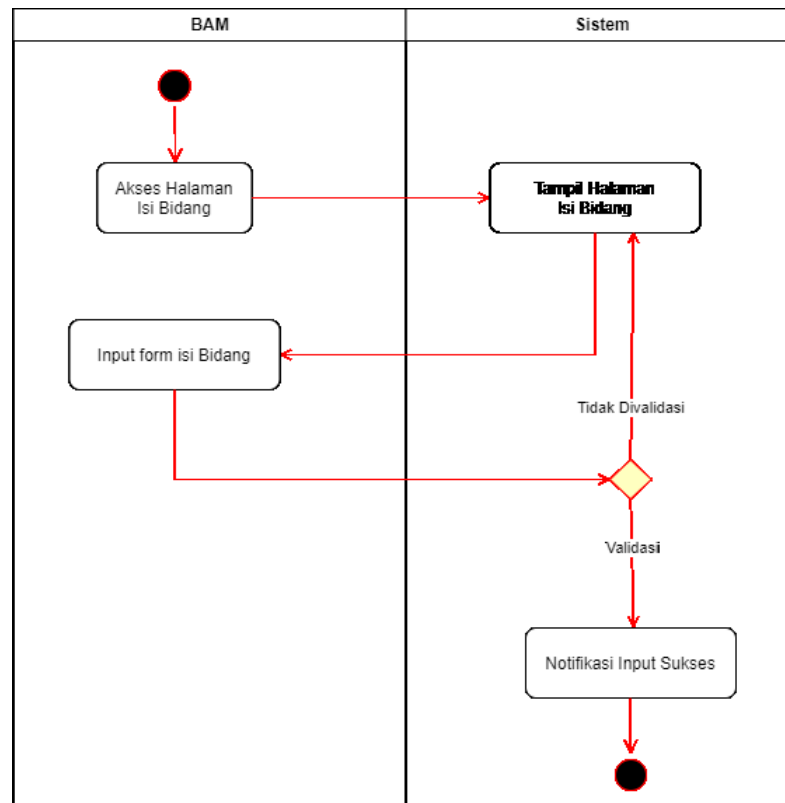 BAM
Sistem
Akses Halaman
Isi Bidang
Tampil Halaman
Isi Bidang
Input form isi Bidang
Tidak Divalidasi
Validasi
Notifikasi Input Sukses